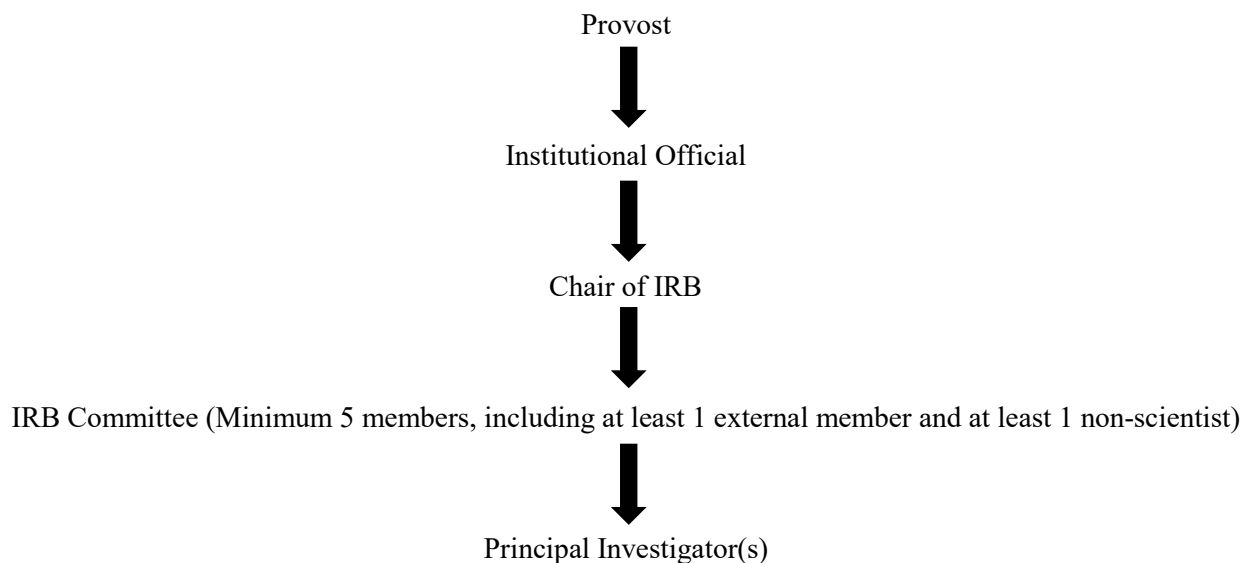 Provost
Institutional Official
Chair of IRB
IRB Committee (Minimum 5 members, including at least 1 external member and at least 1 non-scientist)
Principal Investigator(s)